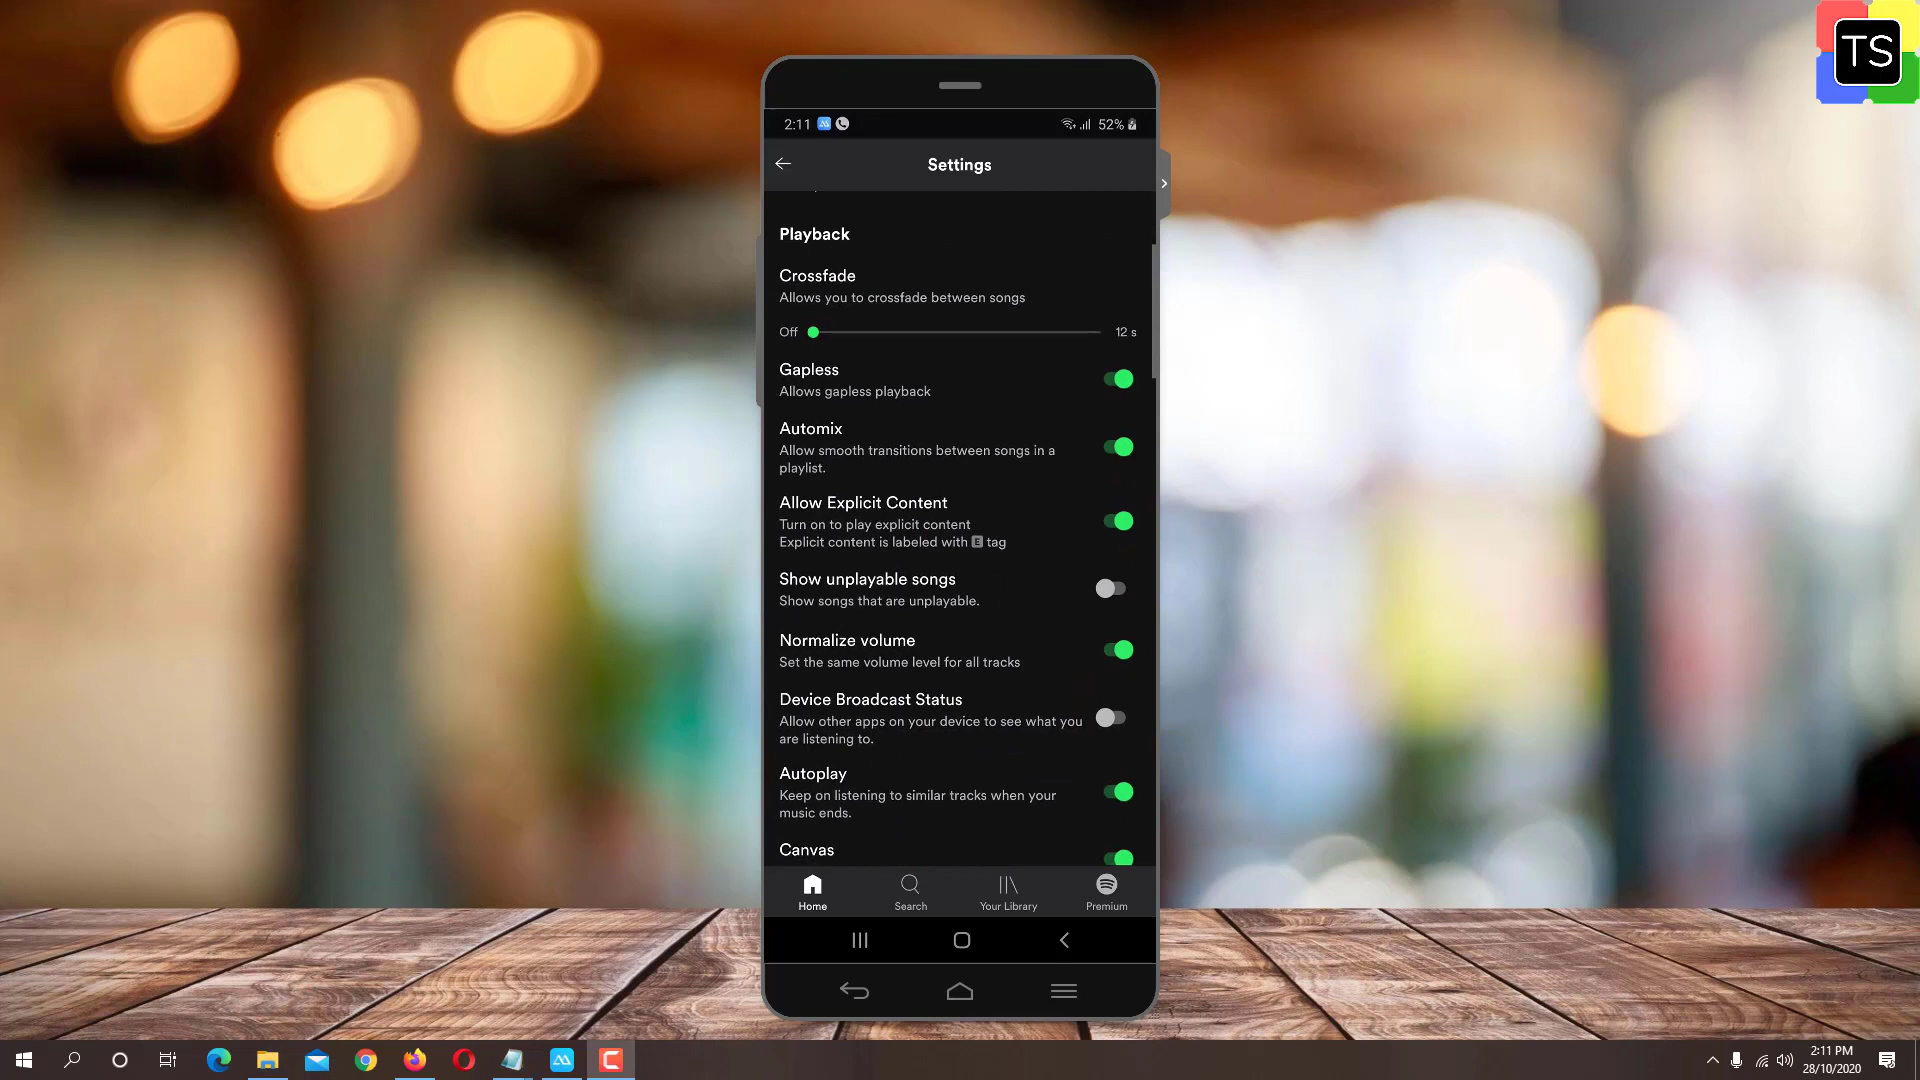 TS
2:11
52%
Settings
Playback
Crossfade
Allows you to crossfade between songs
Off
12 s
Gapless
Allows gapless playback
Automix
Allow smooth transitions between songs in a
playlist.
Allow Explicit Content
Turn on to play explicit content
Explicit content is labeled with E tag
Show unplayable songs
Show songs that are unplayable.
Normalize volume
Set the same volume level for all tracks
Device Broadcast Status
Allow other apps on your device to see what you
are listening to.
Autoplay
Keep on listening to similar tracks when your
music ends.
Canvas
Home
Search
Your Library
Premium
2:11 PM
28/10/2020